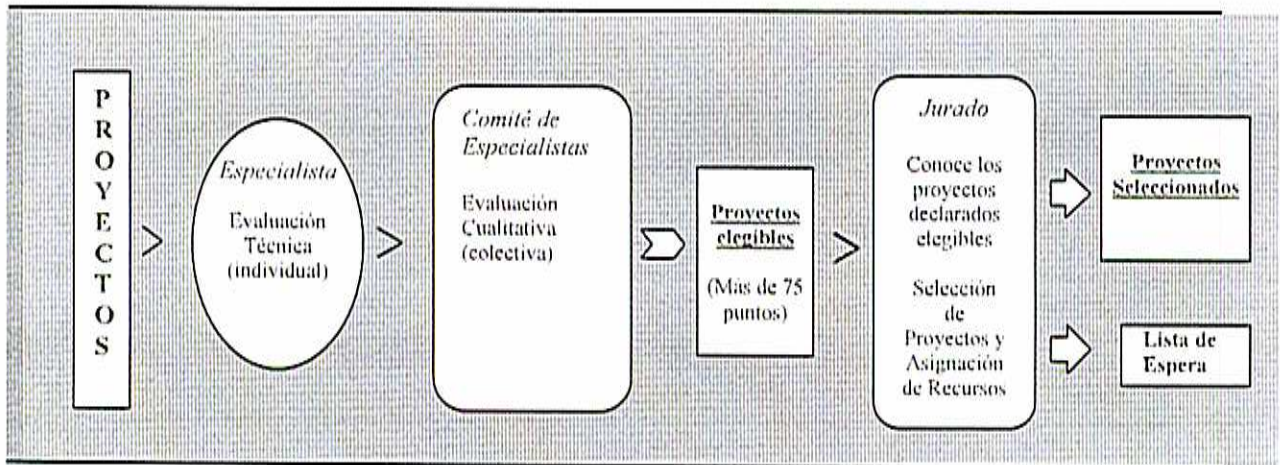 P
R
O
Y
E
C
T
O
S
>
Especialista
Evaluación
Técnica
(individual)
>
Comité de
Especialistas
Evaluación
Cualitativa
(colectiva)
Proyectos
elegibles
(Más de 75
puntos)
>
Jurado
Conoce los
proyectos
declarados
elegibles
Selección
de
Proyectos y
Asignación
de Recursos
Proyectos
Seleccionados
Lista de
Espera